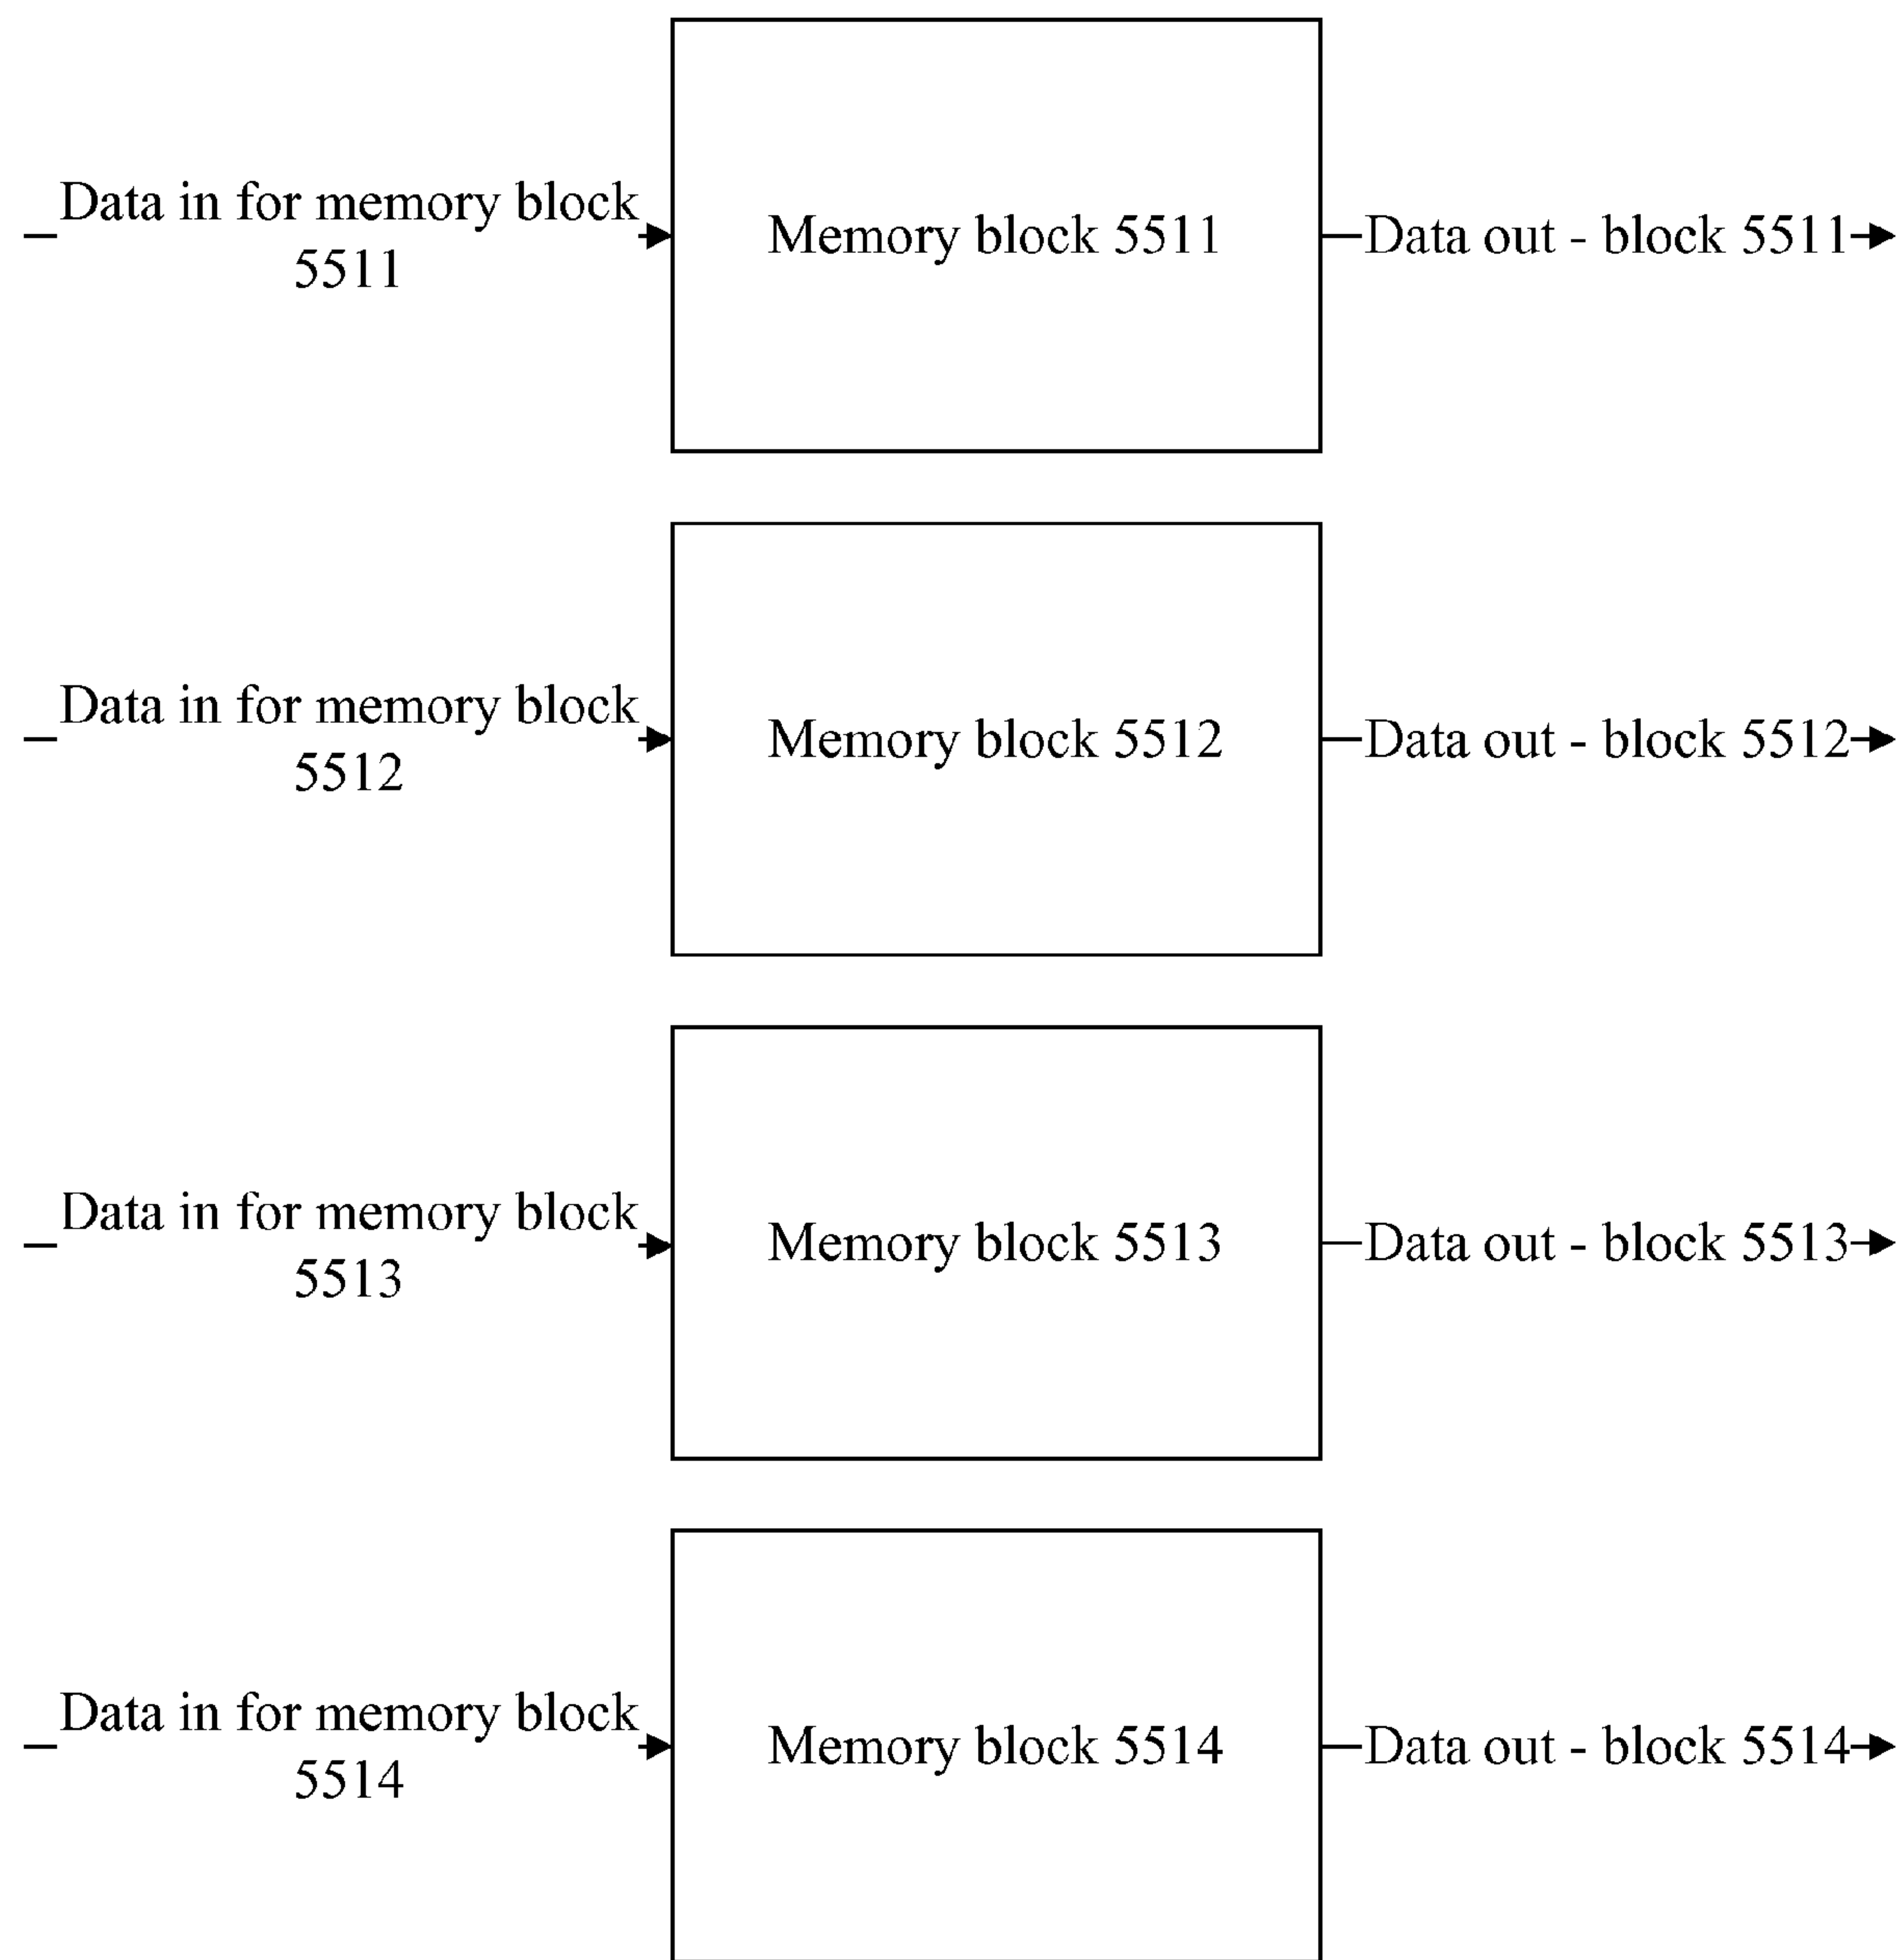 Data in for memory block
5511
Memory block 5511
Data out - block 5511
Data in for memory block
5512
Memory block 5512
Data out - block 5512
Data in for memory block
5513
Memory block 5513
Data out - block 5513
Data in for memory block
5514
Memory block 5514
Data out - block 5514